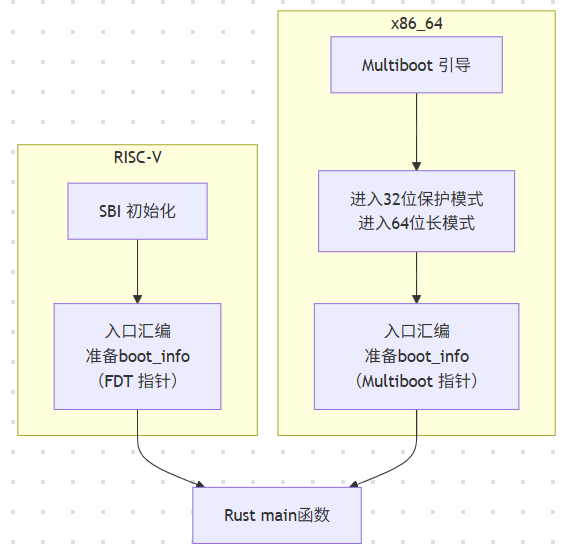 x86_64
Multiboot 引导
进入32位保护模式
进入64位长模式
入口汇编
准备boot_info
（Multiboot 指针）
RISC-V
SBI 初始化
入口汇编
准备boot_info
（FDT 指针）
Rust main函数